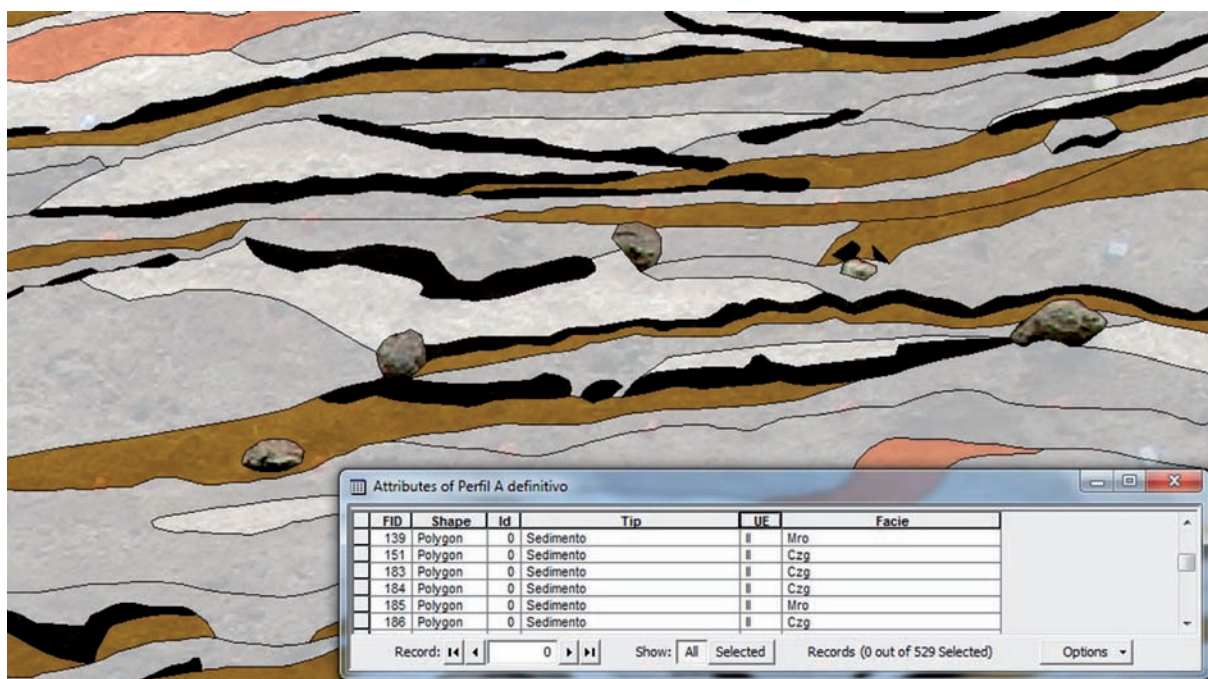 Attributes of Perfil A definitivo
FID Shape Id Tip UE Facie
139 Polygon 0 Sedimento II Mro
151 Polygon 0 Sedimento II Czg
183 Polygon 0 Sedimento II Czg
184 Polygon 0 Sedimento II Czg
185 Polygon 0 Sedimento II Mro
186 Polygon 0 Sedimento II Czg
Record: 0 Show: All Selected Records (0 out of 529 Selected) Options